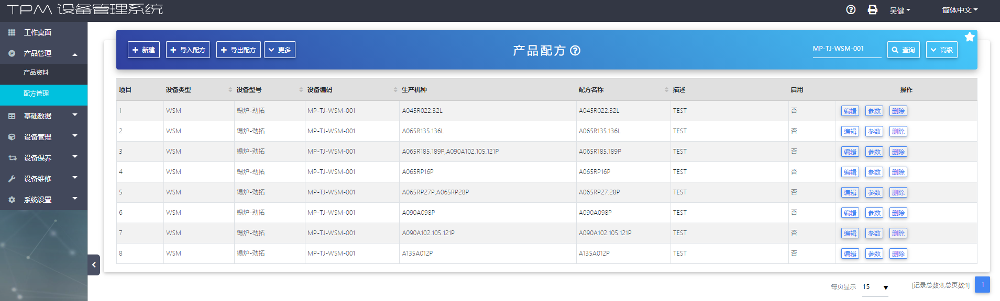 TPM 设备管理系统
吴健
简体中文
工作桌面
产品管理
产品资料
配方管理
基础数据
设备管理
设备保养
设备维修
系统设置
新建 导入配方 导出配方 更多
产品配方
MP-TJ-WSM-001 查询 高级
项目 设备类型 设备型号 设备编码 生产机种 配方名称 描述 启用 操作
1 WSM 锡炉-劲拓 MP-TJ-WSM-001 A045R022.32L A045R022.32L TEST 否 编辑 参数 删除
2 WSM 锡炉-劲拓 MP-TJ-WSM-001 A065R135.136L A065R135.136L TEST 否 编辑 参数 删除
3 WSM 锡炉-劲拓 MP-TJ-WSM-001 A065R185.189P,A090A102.105.121P A065R185.189P TEST 否 编辑 参数 删除
4 WSM 锡炉-劲拓 MP-TJ-WSM-001 A065RP16P A065RP16P TEST 否 编辑 参数 删除
5 WSM 锡炉-劲拓 MP-TJ-WSM-001 A065RP27P,A065RP28P A065RP27.28P TEST 否 编辑 参数 删除
6 WSM 锡炉-劲拓 MP-TJ-WSM-001 A090A098P A090A098P TEST 否 编辑 参数 删除
7 WSM 锡炉-劲拓 MP-TJ-WSM-001 A090A102.105.121P A090A102.105.121P TEST 否 编辑 参数 删除
8 WSM 锡炉-劲拓 MP-TJ-WSM-001 A135A012P A135A012P TEST 否 编辑 参数 删除
每页显示 15 [记录总数:8,总页数:1] 1